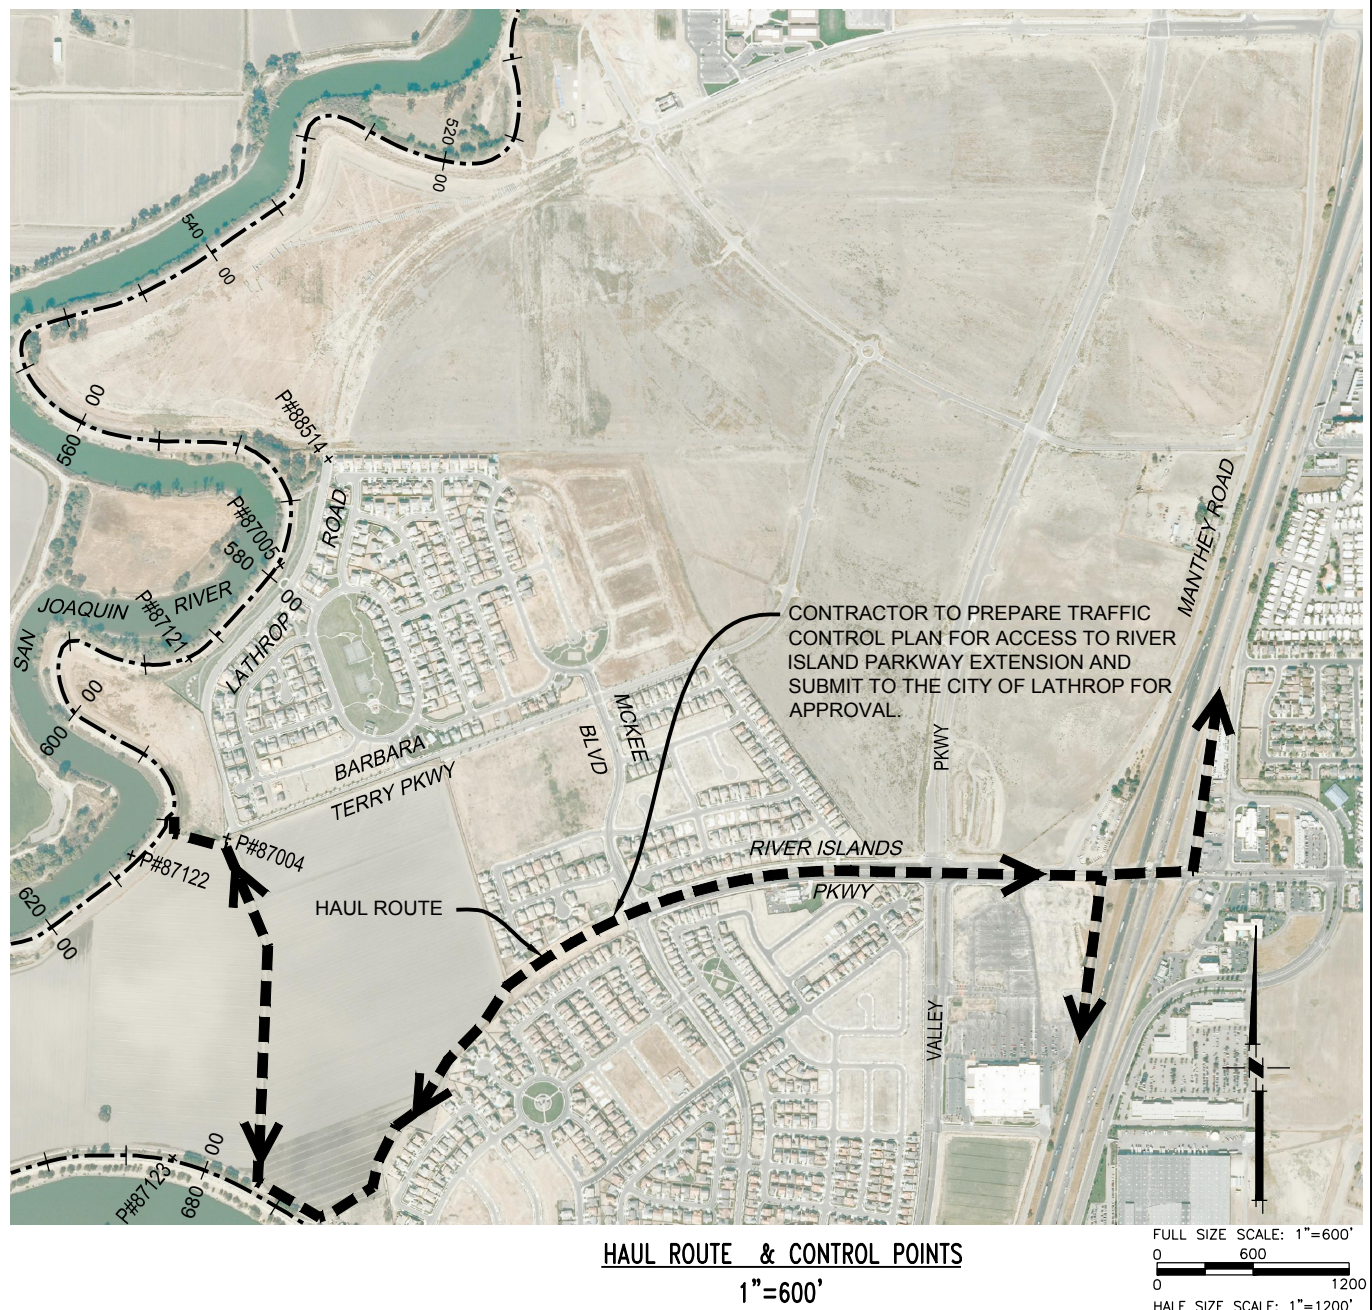 520
00
540
00
00
560
P#88514
ROAD
P#87005
580
00
MANTHEY ROAD
SAN
JOAQUIN
RIVER
P#87121
LATHROP
CONTRACTOR TO PREPARE TRAFFIC
CONTROL PLAN FOR ACCESS TO RIVER
ISLAND PARKWAY EXTENSION AND
SUBMIT TO THE CITY OF LATHROP FOR
APPROVAL.
00
600
MCKEE
BLVD
BARBARA
TERRY PKWY
PKWY
P#87004
P#87122
RIVER ISLANDS
PKWY
HAUL ROUTE
620
00
VALLEY
00
680
P#87123
Z
HAUL ROUTE & CONTROL POINTS
1"=600'
FULL SIZE SCALE: 1"=600'
0 600
0 1200
HALF SIZE SCALE: 1"=1200'